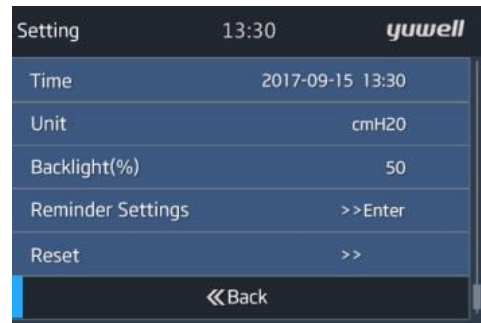 Setting 13:30 yuwell
Time 2017-09-15 13:30
Unit cmH20
Backlight(%) 50
Reminder Settings >>Enter
Reset >>
≪Back